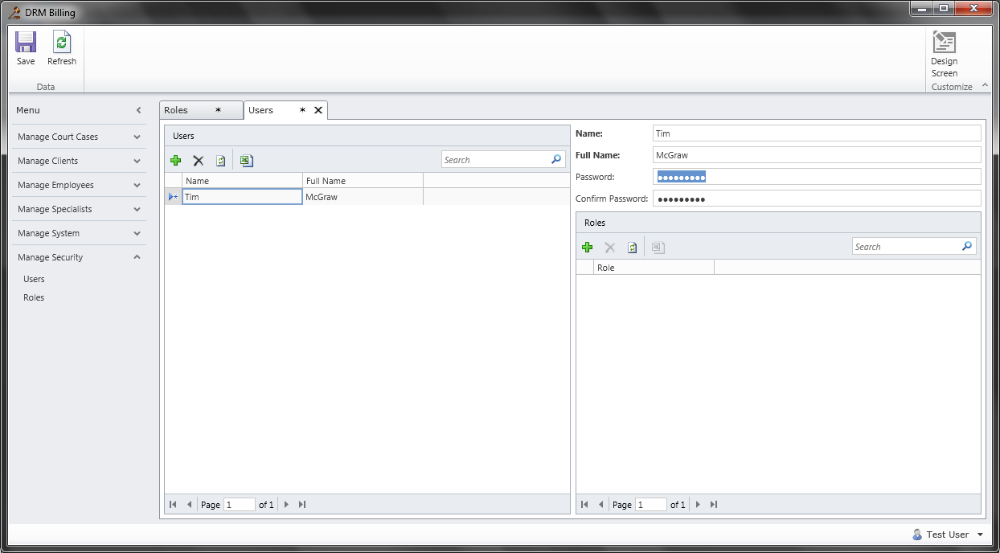 DRM Billing
Save
Refresh
Data
Design
Screen
Customize
Menu
Manage Court Cases
Manage Clients
Manage Employees
Manage Specialists
Manage System
Manage Security
Users
Roles
Roles *
Users *
Users
Search
Name Full Name
Tim McGraw
Page 1 of 1
Name: Tim
Full Name: McGraw
Password: ●●●●●●●●●
Confirm Password: ●●●●●●●●●
Roles
Search
Role
Page 1 of 1
Test User